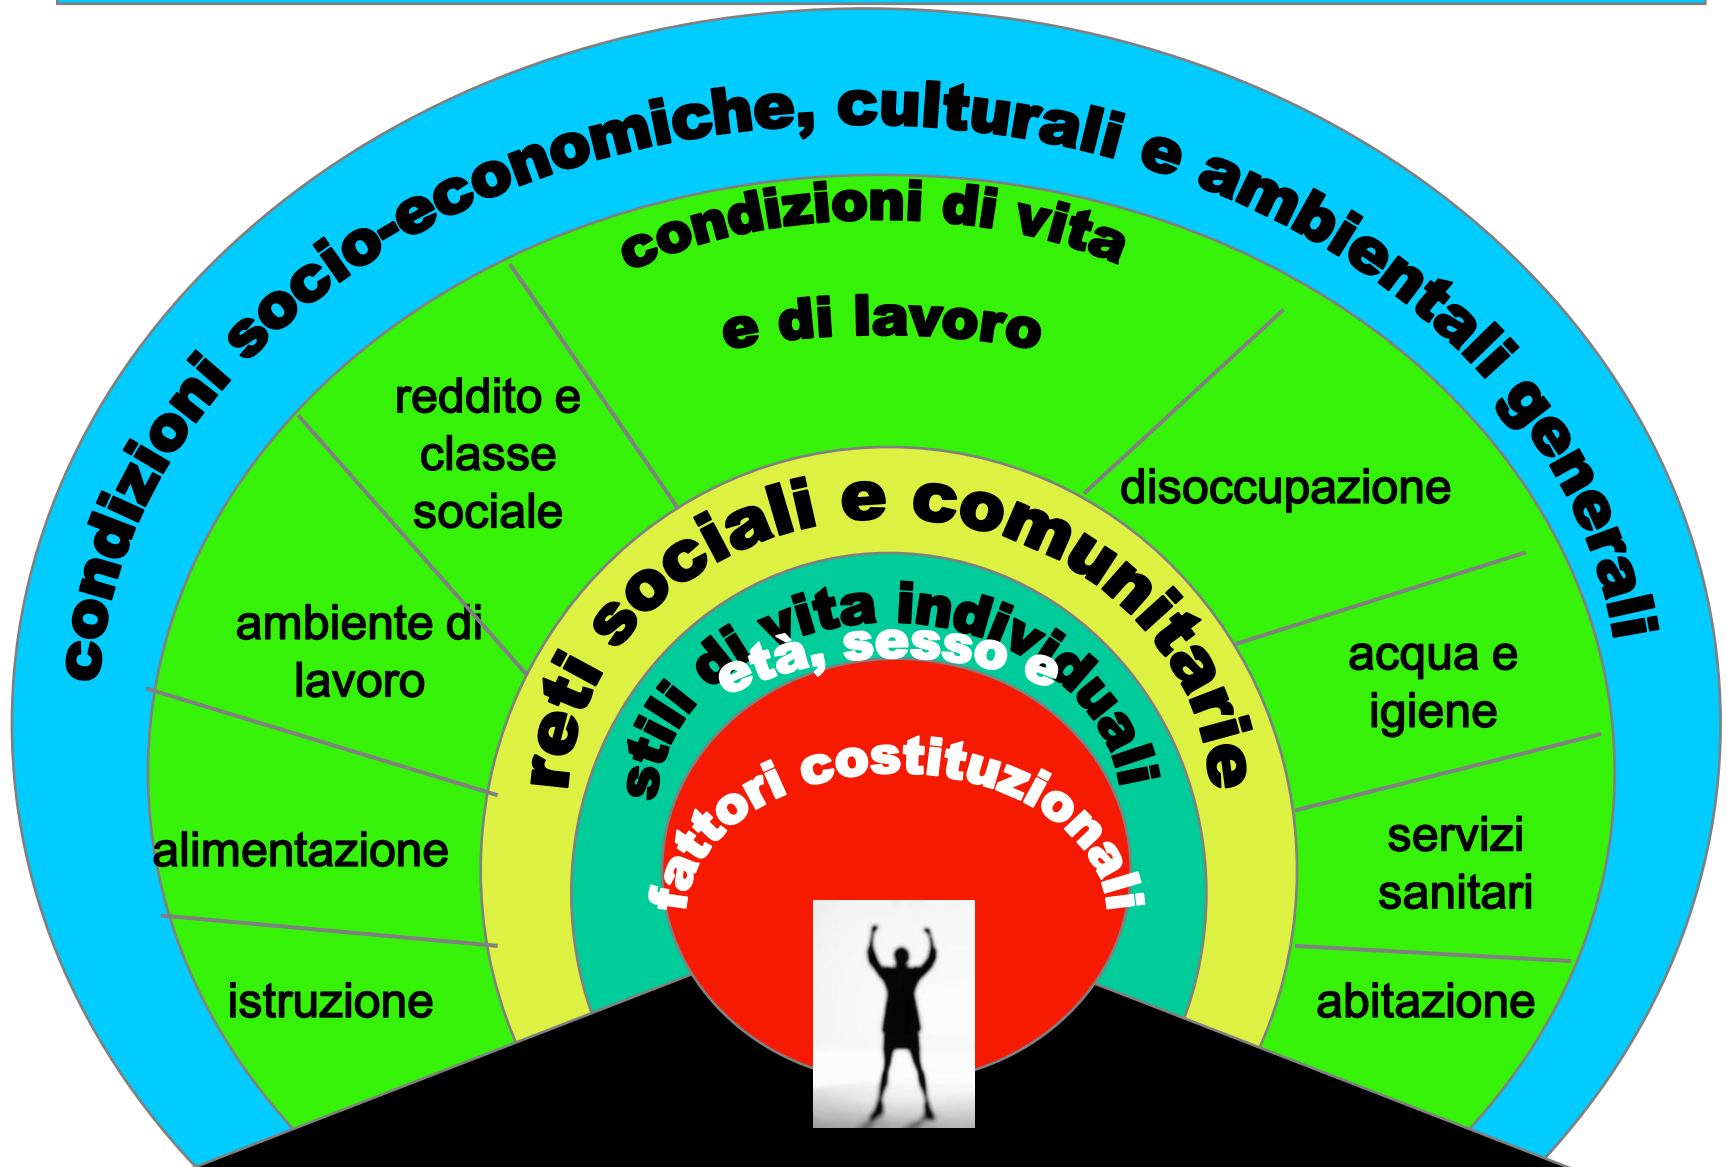 condizioni socio-economiche, culturali e ambientali generali
condizioni di vita
e di lavoro
reddito e
classe
sociale
disoccupazione
ambiente di
lavoro
acqua e
igiene
alimentazione
servizi
sanitari
istruzione
abitazione
reti sociali e comunitarie
stili di vita individuali
età, sesso e
fattori costituzionali